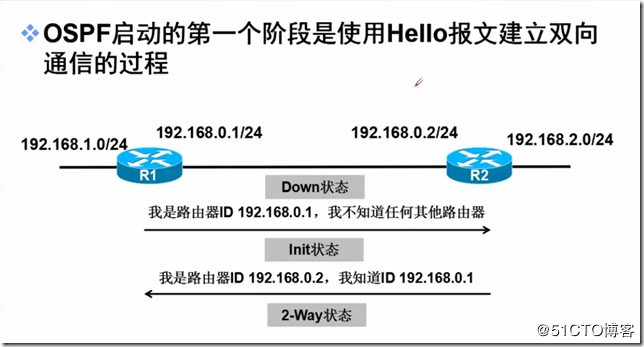 OSPF启动的第一个阶段是使用Hello报文建立双向
通信的过程
192.168.1.0/24
192.168.0.1/24
192.168.0.2/24
192.168.2.0/24
R1
R2
Down状态
我是路由器ID 192.168.0.1，我不知道任何其他路由器
Init状态
我是路由器ID 192.168.0.2，我知道ID 192.168.0.1
2-Way状态
@51CTO博客